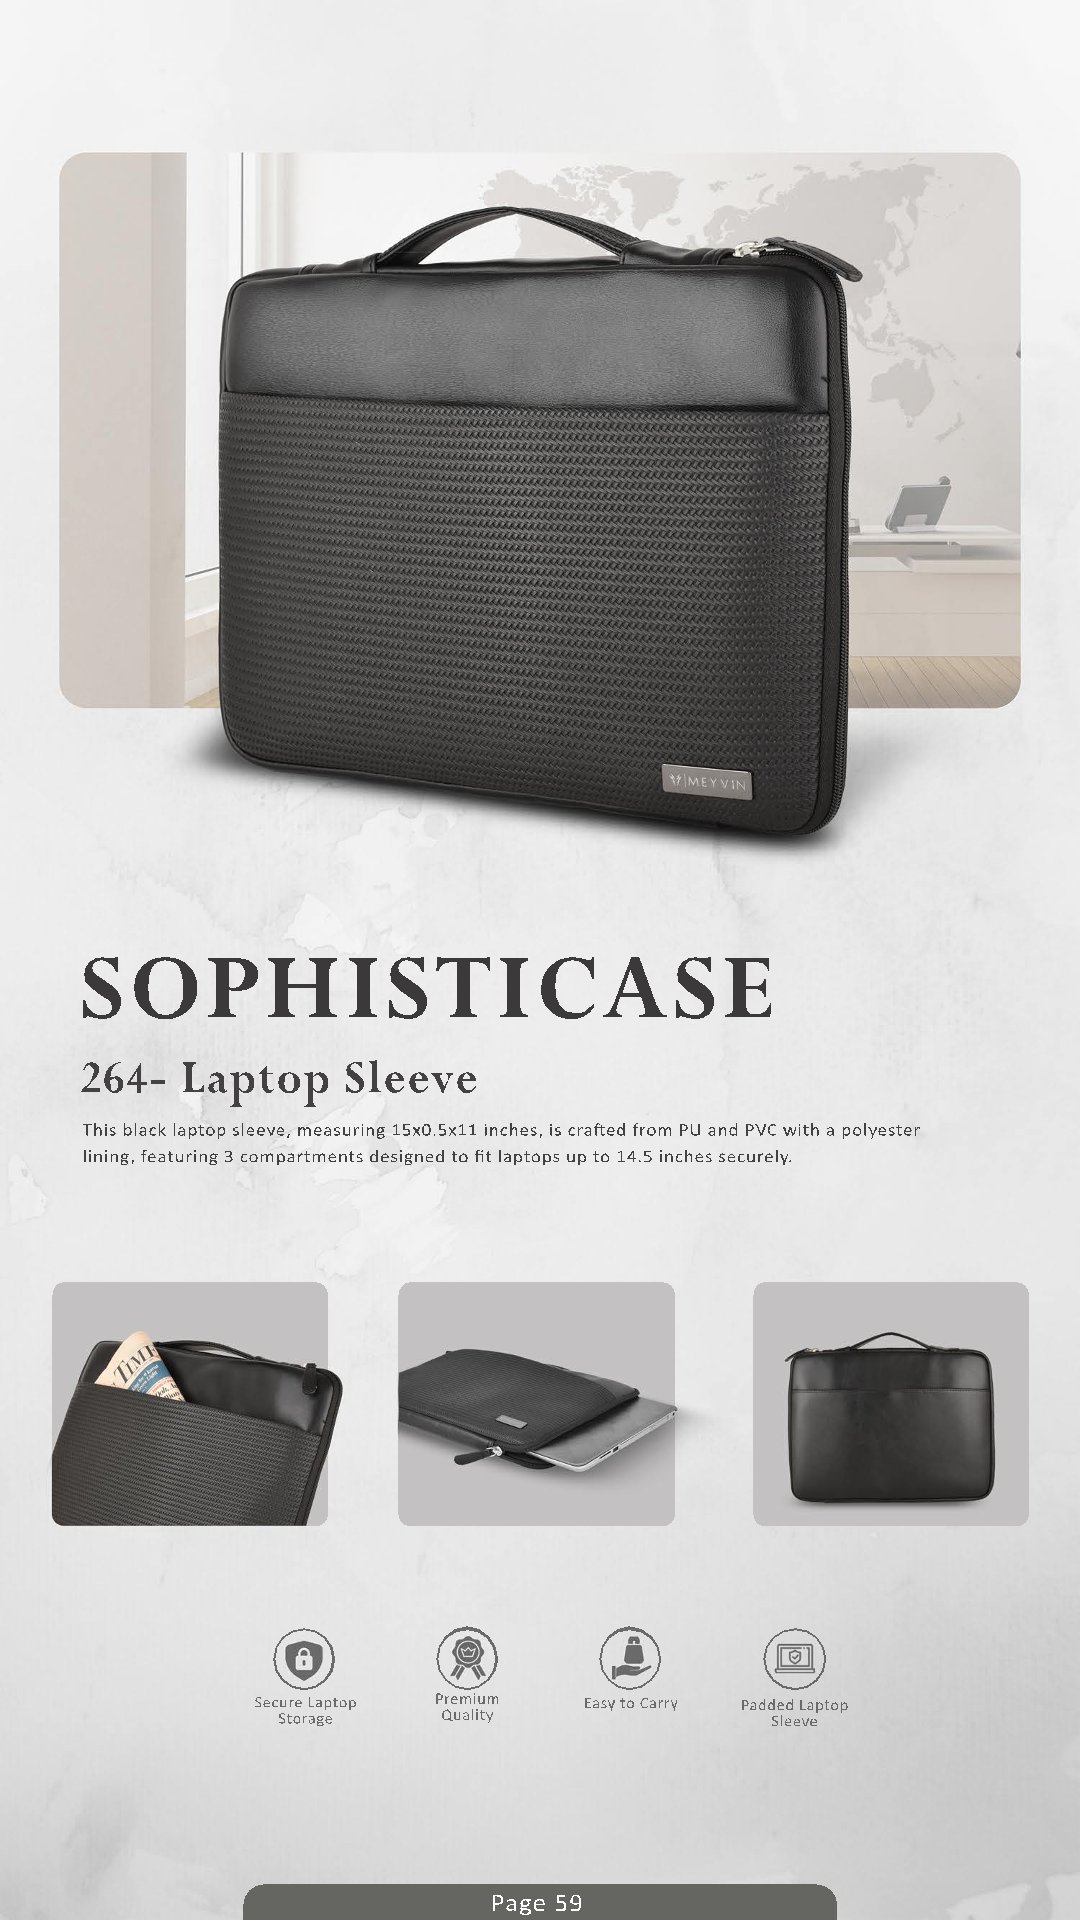 MEYVIN
SOPHISTICASE
264- Laptop Sleeve
This black laptop sleeve, measuring 15x0.5x11 inches, is crafted from PU and PVC with a polyester
lining, featuring 3 compartments designed to fit laptops up to 14.5 inches securely.
TIME
Secure Laptop
Storage
Premium
Quality
Easy to Carry
Padded Laptop
Sleeve
Page 59